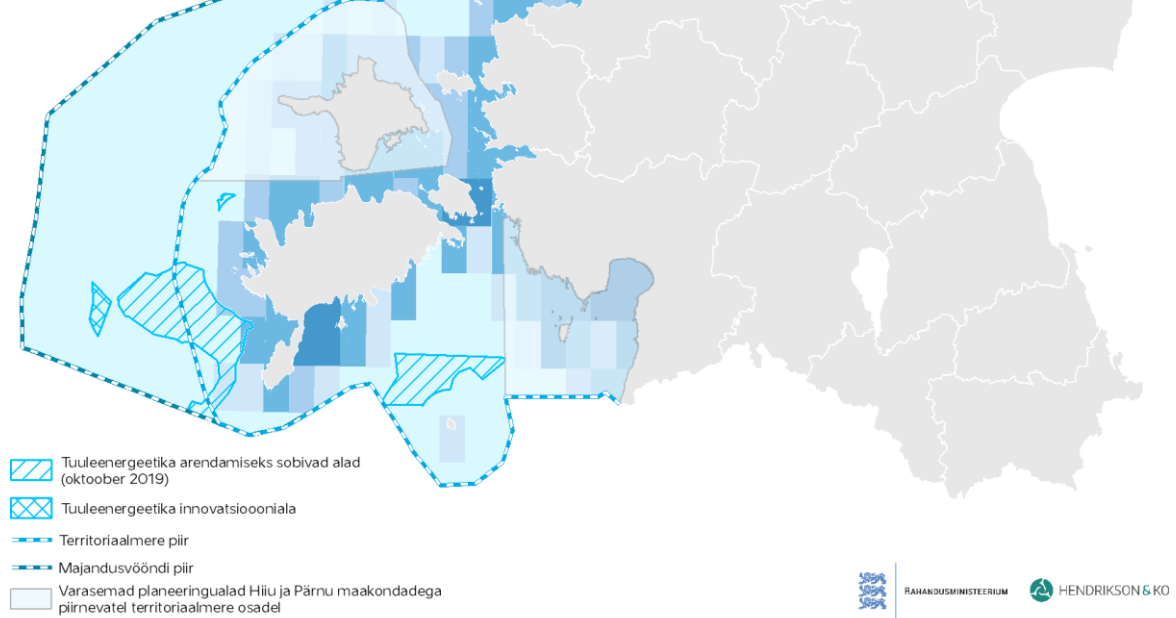 Tuuleenergeetika arendamiseks sobivad alad
(oktoober 2019)
Tuuleenergeetika innovatsioooniala
Territoriaalmere piir
Majandusvööndi piir
Varasemad planeeringualad Hiiu ja Pärnu maakondadega
piirnevatel territoriaalmere osadel
RAHANDUSMINISTEERIUM
HENDRIKSON & KO